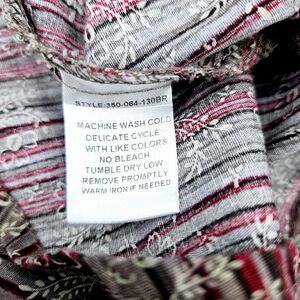 STYLE:350-064-130BR
MACHINE WASH COLD
DELICATE CYCLE
WITH LIKE COLORS
NO BLEACH
TUMBLE DRY LOW
REMOVE PROMPTLY
WARM IRON IF NEEDED